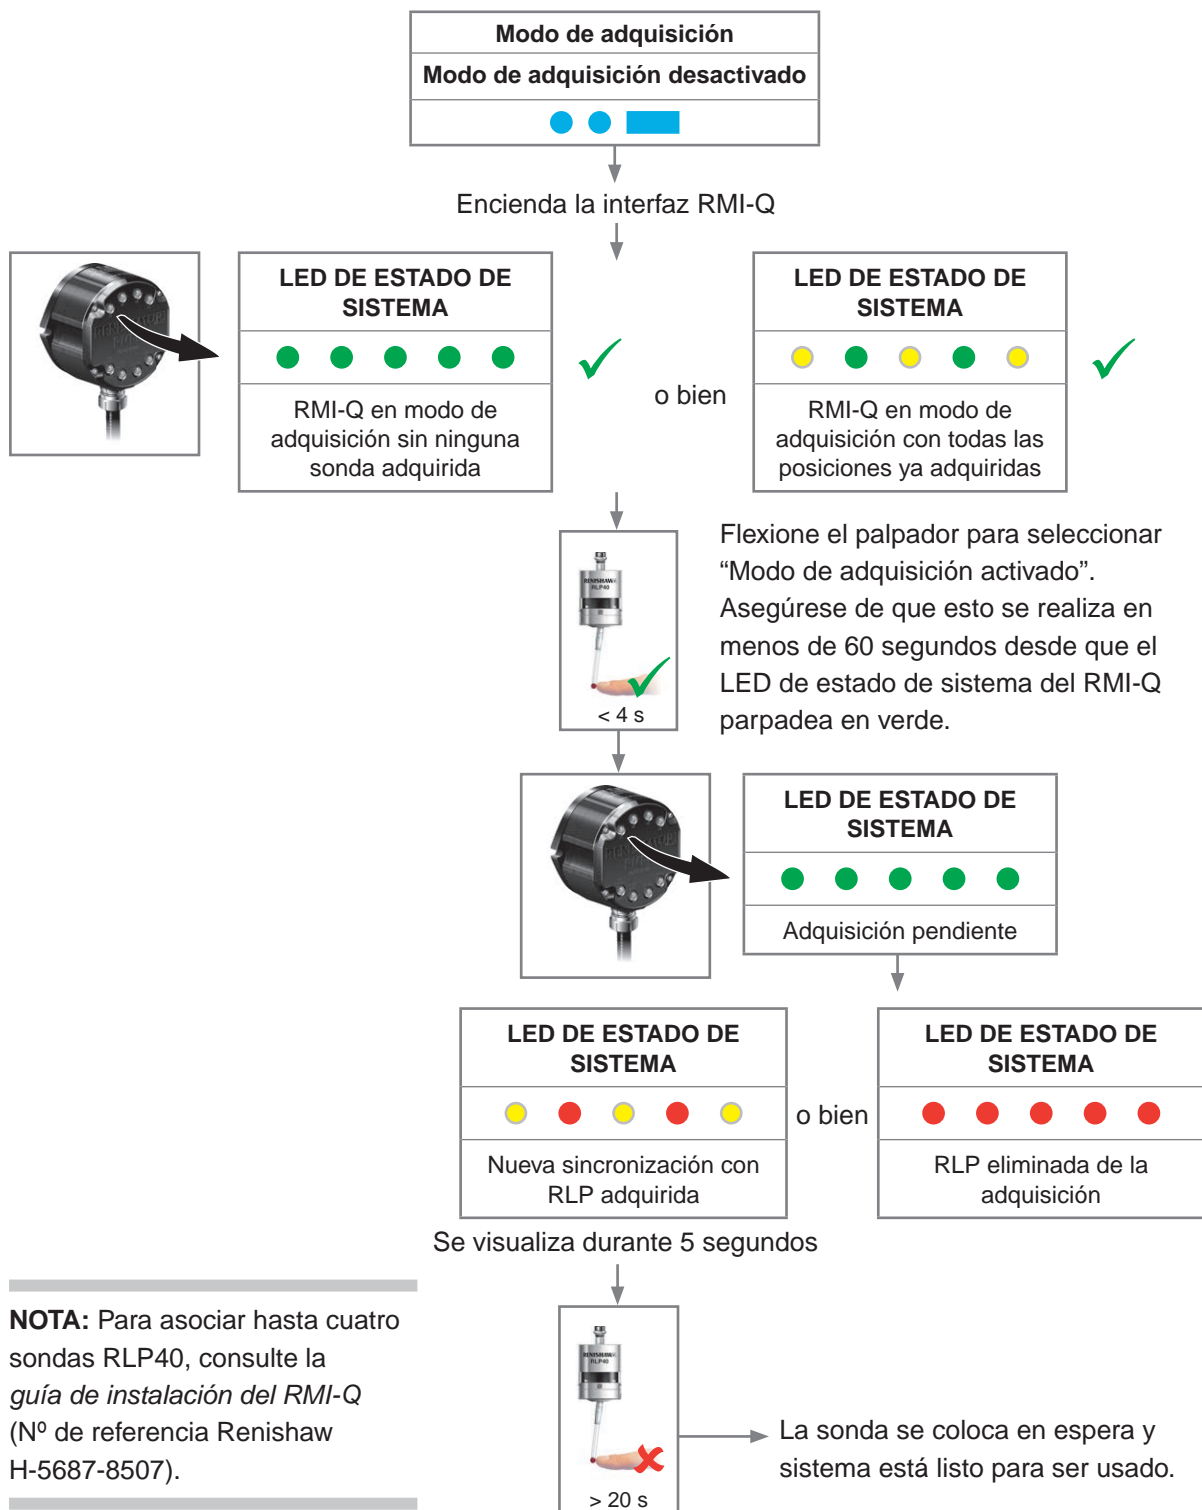 Modo de adquisición
Modo de adquisición desactivado
Encienda la interfaz RMI-Q
LED DE ESTADO DE
SISTEMA
RMI-Q en modo de
adquisición sin ninguna
sonda adquirida
o bien
LED DE ESTADO DE
SISTEMA
RMI-Q en modo de
adquisición con todas las
posiciones ya adquiridas
RENISHAW
RLP40
< 4 s
Flexione el palpador para seleccionar
“Modo de adquisición activado”.
Asegúrese de que esto se realiza en
menos de 60 segundos desde que el
LED de estado de sistema del RMI-Q
parpadea en verde.
LED DE ESTADO DE
SISTEMA
Adquisición pendiente
LED DE ESTADO DE
SISTEMA
Nueva sincronización con
RLP adquirida
o bien
LED DE ESTADO DE
SISTEMA
RLP eliminada de la
adquisición
Se visualiza durante 5 segundos
NOTA: Para asociar hasta cuatro
sondas RLP40, consulte la
guía de instalación del RMI-Q
(Nº de referencia Renishaw
H-5687-8507).
RENISHAW
RLP40
> 20 s
La sonda se coloca en espera y
sistema está listo para ser usado.